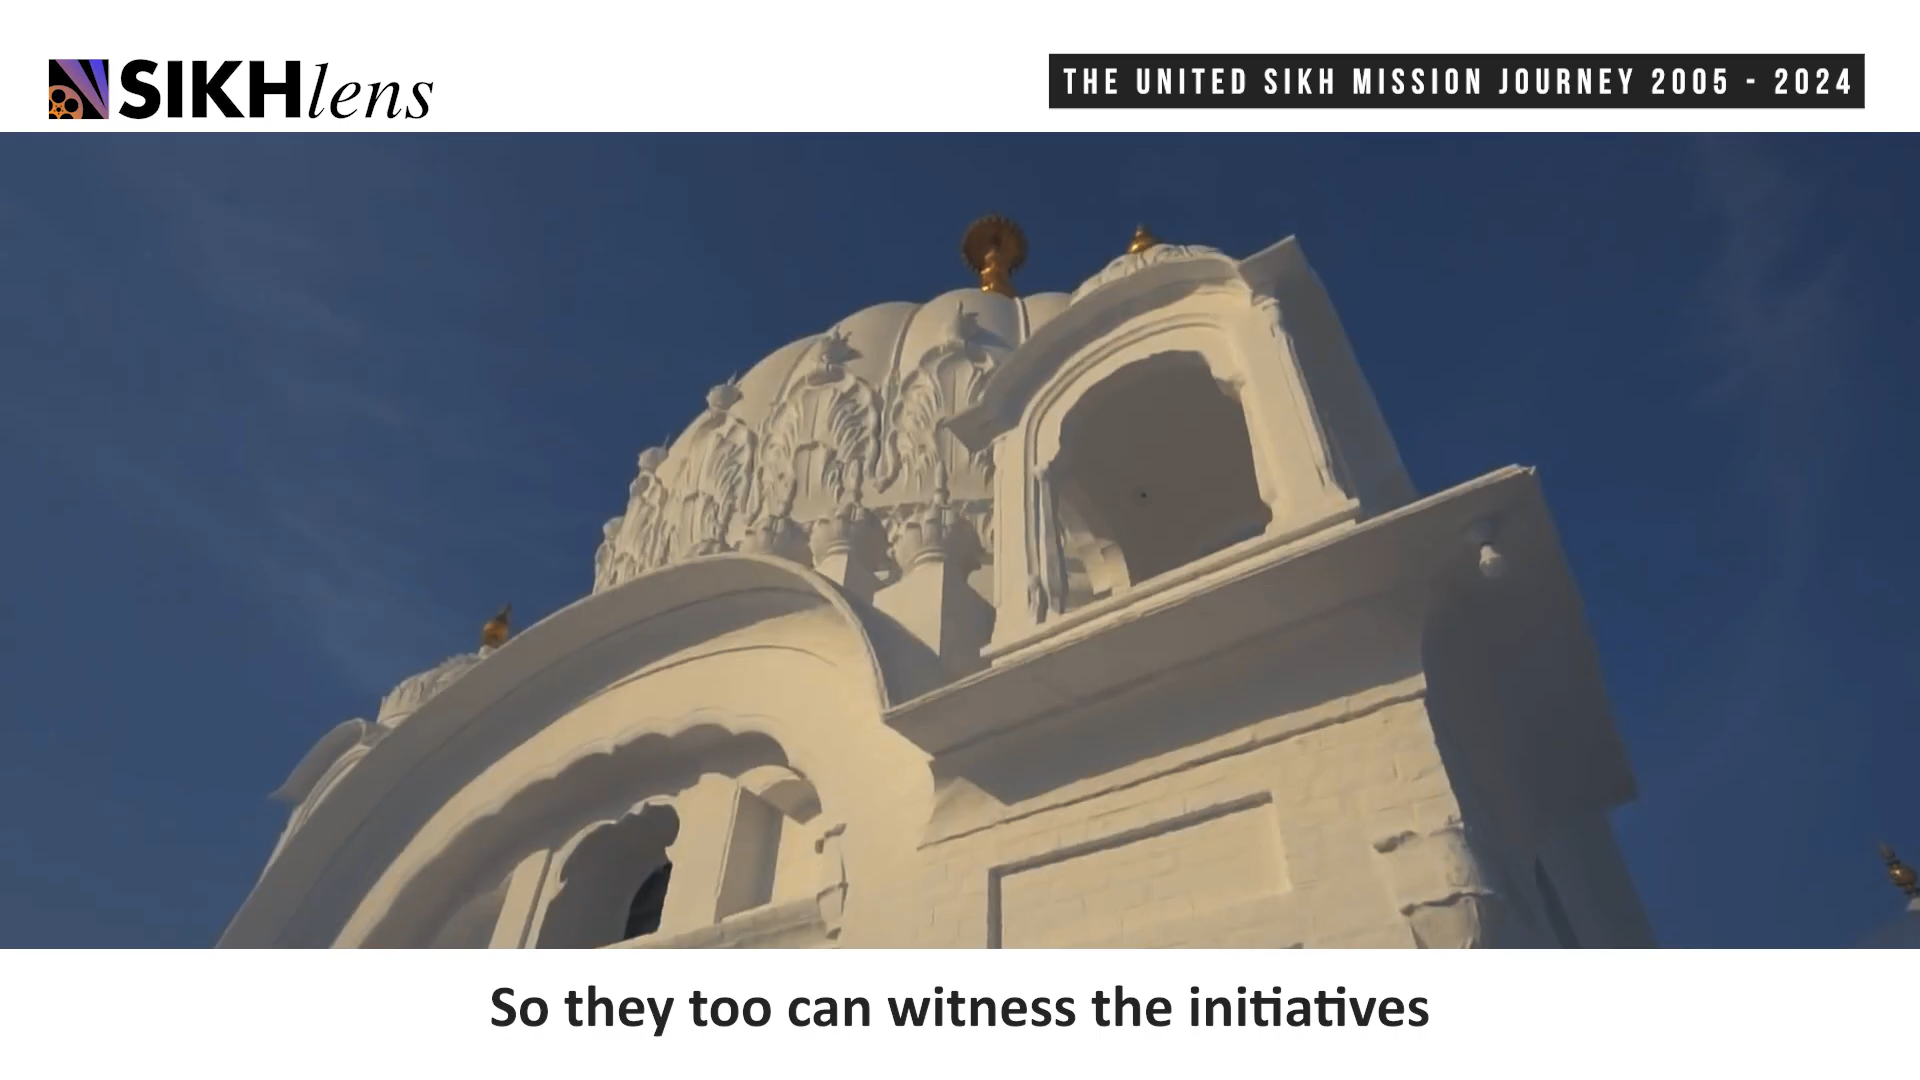 SIKHlens
THE UNITED SIKH MISSION JOURNEY 2005 - 2024
So they too can witness the initiatives